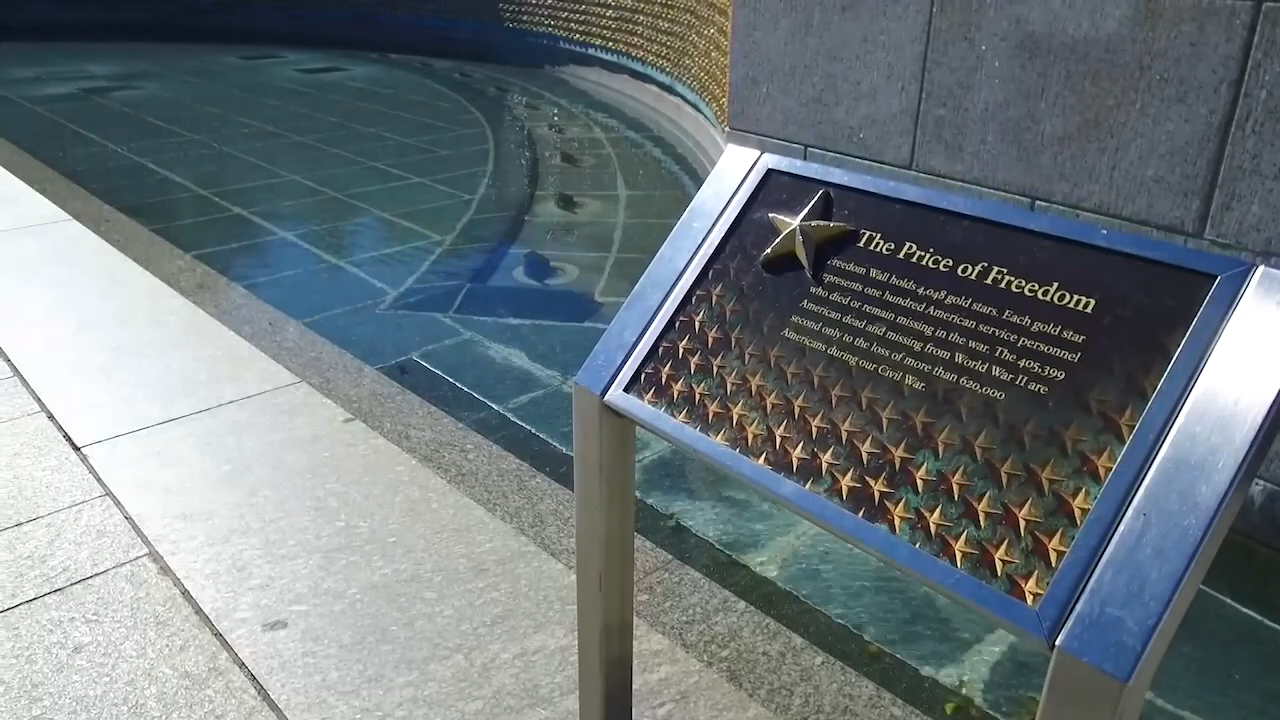 The Price of Freedom
Freedom Wall holds 4,048 gold stars. Each gold star
represents one hundred American service personnel
who died or remain missing in the war. The 405,399
American dead and missing from World War II are
second only to the loss of more than 620,000
Americans during our Civil War.